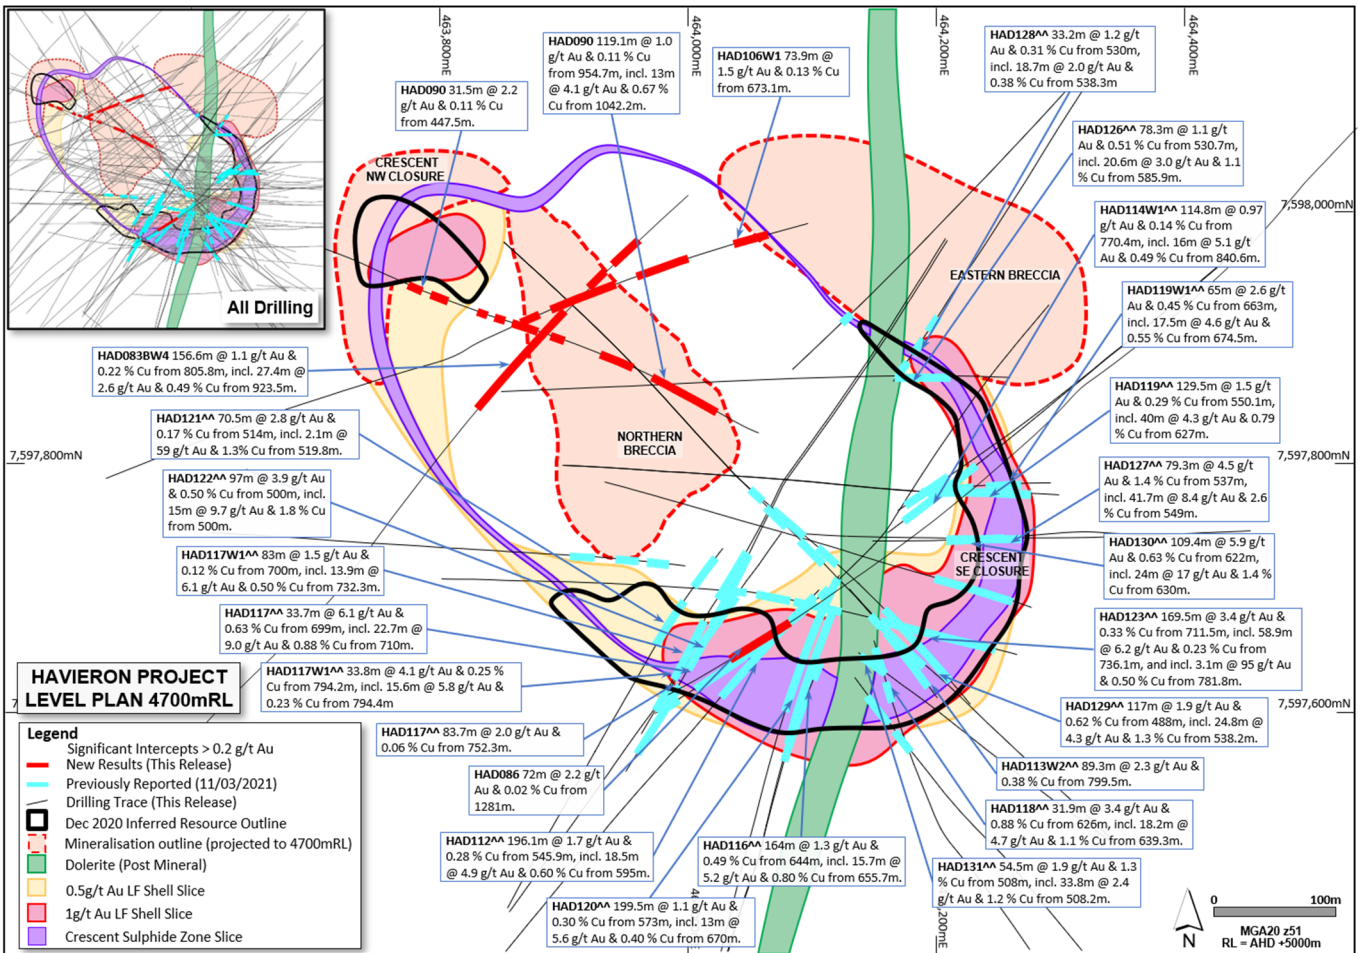 463,800mE
464,000mE
464,200mE
464,400mE
7,598,000mN
7,597,800mN
7,597,800mN
7,597,600mN
All Drilling
HAD090 31.5m @ 2.2
g/t Au & 0.11 % Cu
from 447.5m.
HAD090 119.1m @ 1.0
g/t Au & 0.11 % Cu
from 954.7m, incl. 13m
@ 4.1 g/t Au & 0.67 %
Cu from 1042.2m.
HAD106W1 73.9m @
1.5 g/t Au & 0.13 % Cu
from 673.1m.
HAD128^^ 33.2m @ 1.2 g/t
Au & 0.31 % Cu from 530m,
incl. 18.7m @ 2.0 g/t Au &
0.38 % Cu from 538.3m
HAD126^^ 78.3m @ 1.1 g/t
Au & 0.51 % Cu from 530.7m,
incl. 20.6m @ 3.0 g/t Au & 1.1
% Cu from 585.9m.
HAD114W1^^ 114.8m @ 0.97
g/t Au & 0.14 % Cu from
770.4m, incl. 16m @ 5.1 g/t
Au & 0.49 % Cu from 840.6m.
HAD119W1^^ 65m @ 2.6 g/t
Au & 0.45 % Cu from 663m,
incl. 17.5m @ 4.6 g/t Au &
0.55 % Cu from 674.5m.
HAD119^^ 129.5m @ 1.5 g/t
Au & 0.29 % Cu from 550.1m,
incl. 40m @ 4.3 g/t Au & 0.79
% Cu from 627m.
HAD127^^ 79.3m @ 4.5 g/t
Au & 1.4 % Cu from
537m, incl. 41.7m @ 8.4 g/t Au & 2.6
% Cu from 549m.
HAD130^^ 109.4m @ 5.9 g/t
Au & 0.63 % Cu from 622m,
incl. 24m @ 17 g/t Au & 1.4 %
Cu from 630m.
HAD123^^ 169.5m @ 3.4 g/t Au &
0.33 % Cu from 711.5m, incl. 58.9m
@ 6.2 g/t Au & 0.23 % Cu from
736.1m, and incl. 3.1m @ 95 g/t Au
& 0.50 % Cu from 781.8m.
HAD129^^ 117m @ 1.9 g/t Au &
0.62 % Cu from 488m, incl. 24.8m @
4.3 g/t Au & 1.3 % Cu from 538.2m.
HAD113W2^^ 89.3m @ 2.3 g/t Au &
0.38 % Cu from 799.5m.
HAD118^^ 31.9m @ 3.4 g/t Au &
0.88 % Cu from 626m, incl. 18.2m @
4.7 g/t Au & 1.1 % Cu from 639.3m.
HAD131^^ 54.5m @ 1.9 g/t Au & 1.3
% Cu from 508m, incl. 33.8m @ 2.4
g/t Au & 1.2 % Cu from 508.2m.
HAD083BW4 156.6m @ 1.1 g/t Au &
0.22 % Cu from 805.8m, incl. 27.4m @
2.6 g/t Au & 0.49 % Cu from 923.5m.
HAD121^^ 70.5m @ 2.8 g/t Au &
0.17 % Cu from 514m, incl. 2.1m @
59 g/t Au & 1.3% Cu from 519.8m.
HAD122^^ 97m @ 3.9 g/t Au
& 0.50 % Cu from 500m, incl.
15m @ 9.7 g/t Au & 1.8 % Cu
from 500m.
HAD117W1^^ 83m @ 1.5 g/t Au &
0.12 % Cu from 700m, incl. 13.9m @
6.1 g/t Au & 0.50 % Cu from 732.3m.
HAD117^^ 33.7m @ 6.1 g/t Au &
0.63 % Cu from 699m, incl. 22.7m @
9.0 g/t Au & 0.88 % Cu from 710m.
HAD117W1^^ 33.8m @ 4.1 g/t Au & 0.25 %
Cu from 794.2m, incl. 15.6m @ 5.8 g/t Au &
0.23 % Cu from 794.4m
HAD117^^ 83.7m @ 2.0 g/t Au &
0.06 % Cu from 752.3m.
HAD086 72m @ 2.2 g/t
Au & 0.02 % Cu from
1281m.
HAD112^^ 196.1m @ 1.7 g/t Au &
0.28 % Cu from 545.9m, incl. 18.5m
@ 4.9 g/t Au & 0.60 % Cu from 595m.
HAD116^^ 164m @ 1.3 g/t Au &
0.49 % Cu from 644m, incl. 15.7m @
5.2 g/t Au & 0.80 % Cu from 655.7m.
HAD120^^ 199.5m @ 1.1 g/t Au &
0.30 % Cu from 573m, incl. 13m @
5.6 g/t Au & 0.40 % Cu from 670m.
CRESCENT
NW CLOSURE
EASTERN BRECCIA
NORTHERN
BRECCIA
CRESCENT
SE CLOSURE
HAVIERON PROJECT
LEVEL PLAN 4700mRL
Legend
Significant Intercepts > 0.2 g/t Au
New Results (This Release)
Previously Reported (11/03/2021)
Drilling Trace (This Release)
Dec 2020 Inferred Resource Outline
Mineralisation outline (projected to 4700mRL)
Dolerite (Post Mineral)
0.5g/t Au LF Shell Slice
1g/t Au LF Shell Slice
Crescent Sulphide Zone Slice
N
0 100m
MGA20 z51
RL = AHD +5000m